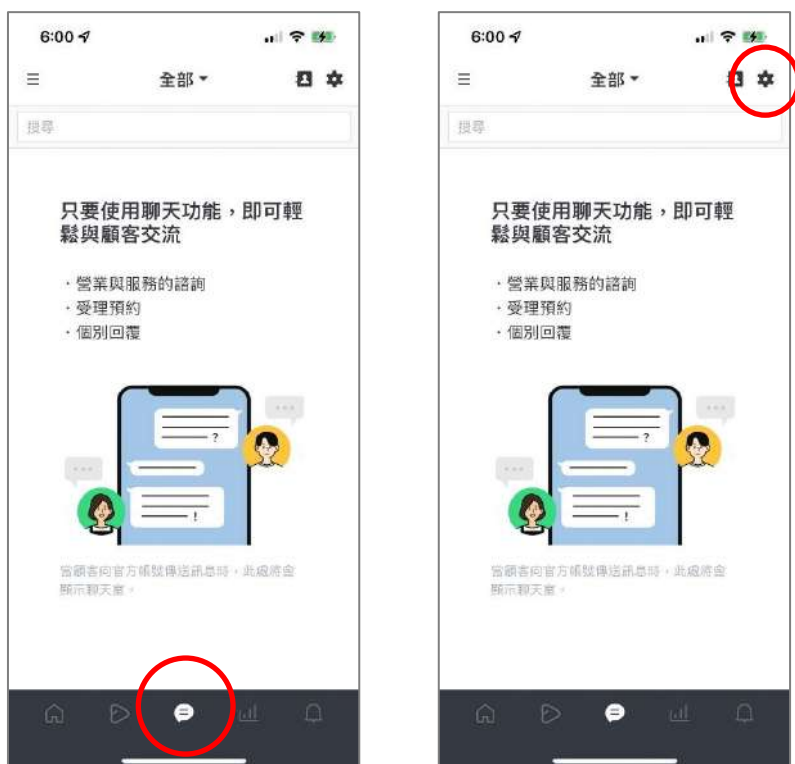 6:00
全部
搜尋
只要使用聊天功能,即可輕
鬆與顧客交流
・營業與服務的諮詢
・受理預約
・個別回覆
?
!
當顧客向官方帳號傳送訊息時,此處將會
顯示聊天室。
6:00
全部
搜尋
只要使用聊天功能,即可輕
鬆與顧客交流
・營業與服務的諮詢
・受理預約
・個別回覆
?
!
當顧客向官方帳號傳送訊息時,此處將會
顯示聊天室。